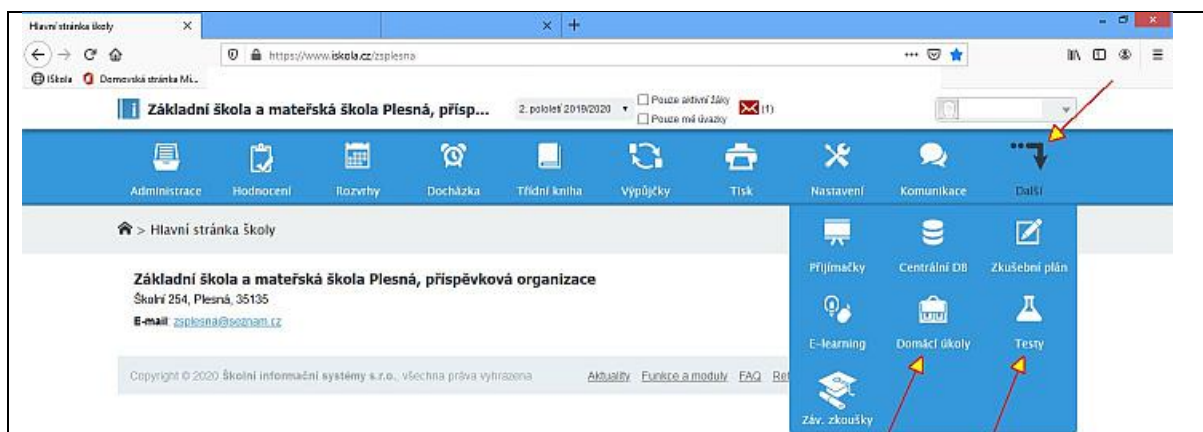 Hlavní stránka školy
https://www.iskola.cz/zsplesna
iŠkola Domovská stránka Mi...
Základní škola a mateřská škola Plesná, přísp... 2. pololetí 2019/2020 Pouze aktivní žáky (1)
Pouze mé úvazky
Administrace Hodnocení Rozvrhy Docházka Třídní kniha Výpůjčky Tisk Nastavení Komunikace Další
> Hlavní stránka školy
Přijímačky Centrální DB Zkušební plán
Základní škola a mateřská škola Plesná, příspěvková organizace
Školní 254, Plesná, 35135
E-mail: zsplesna@seznam.cz
E-learning Domácí úkoly Testy
Copyright © 2020 Školní informační systémy s.r.o., všechna práva vyhrazena Aktuality Funkce a moduly FAQ Ref
Záv. zkoušky